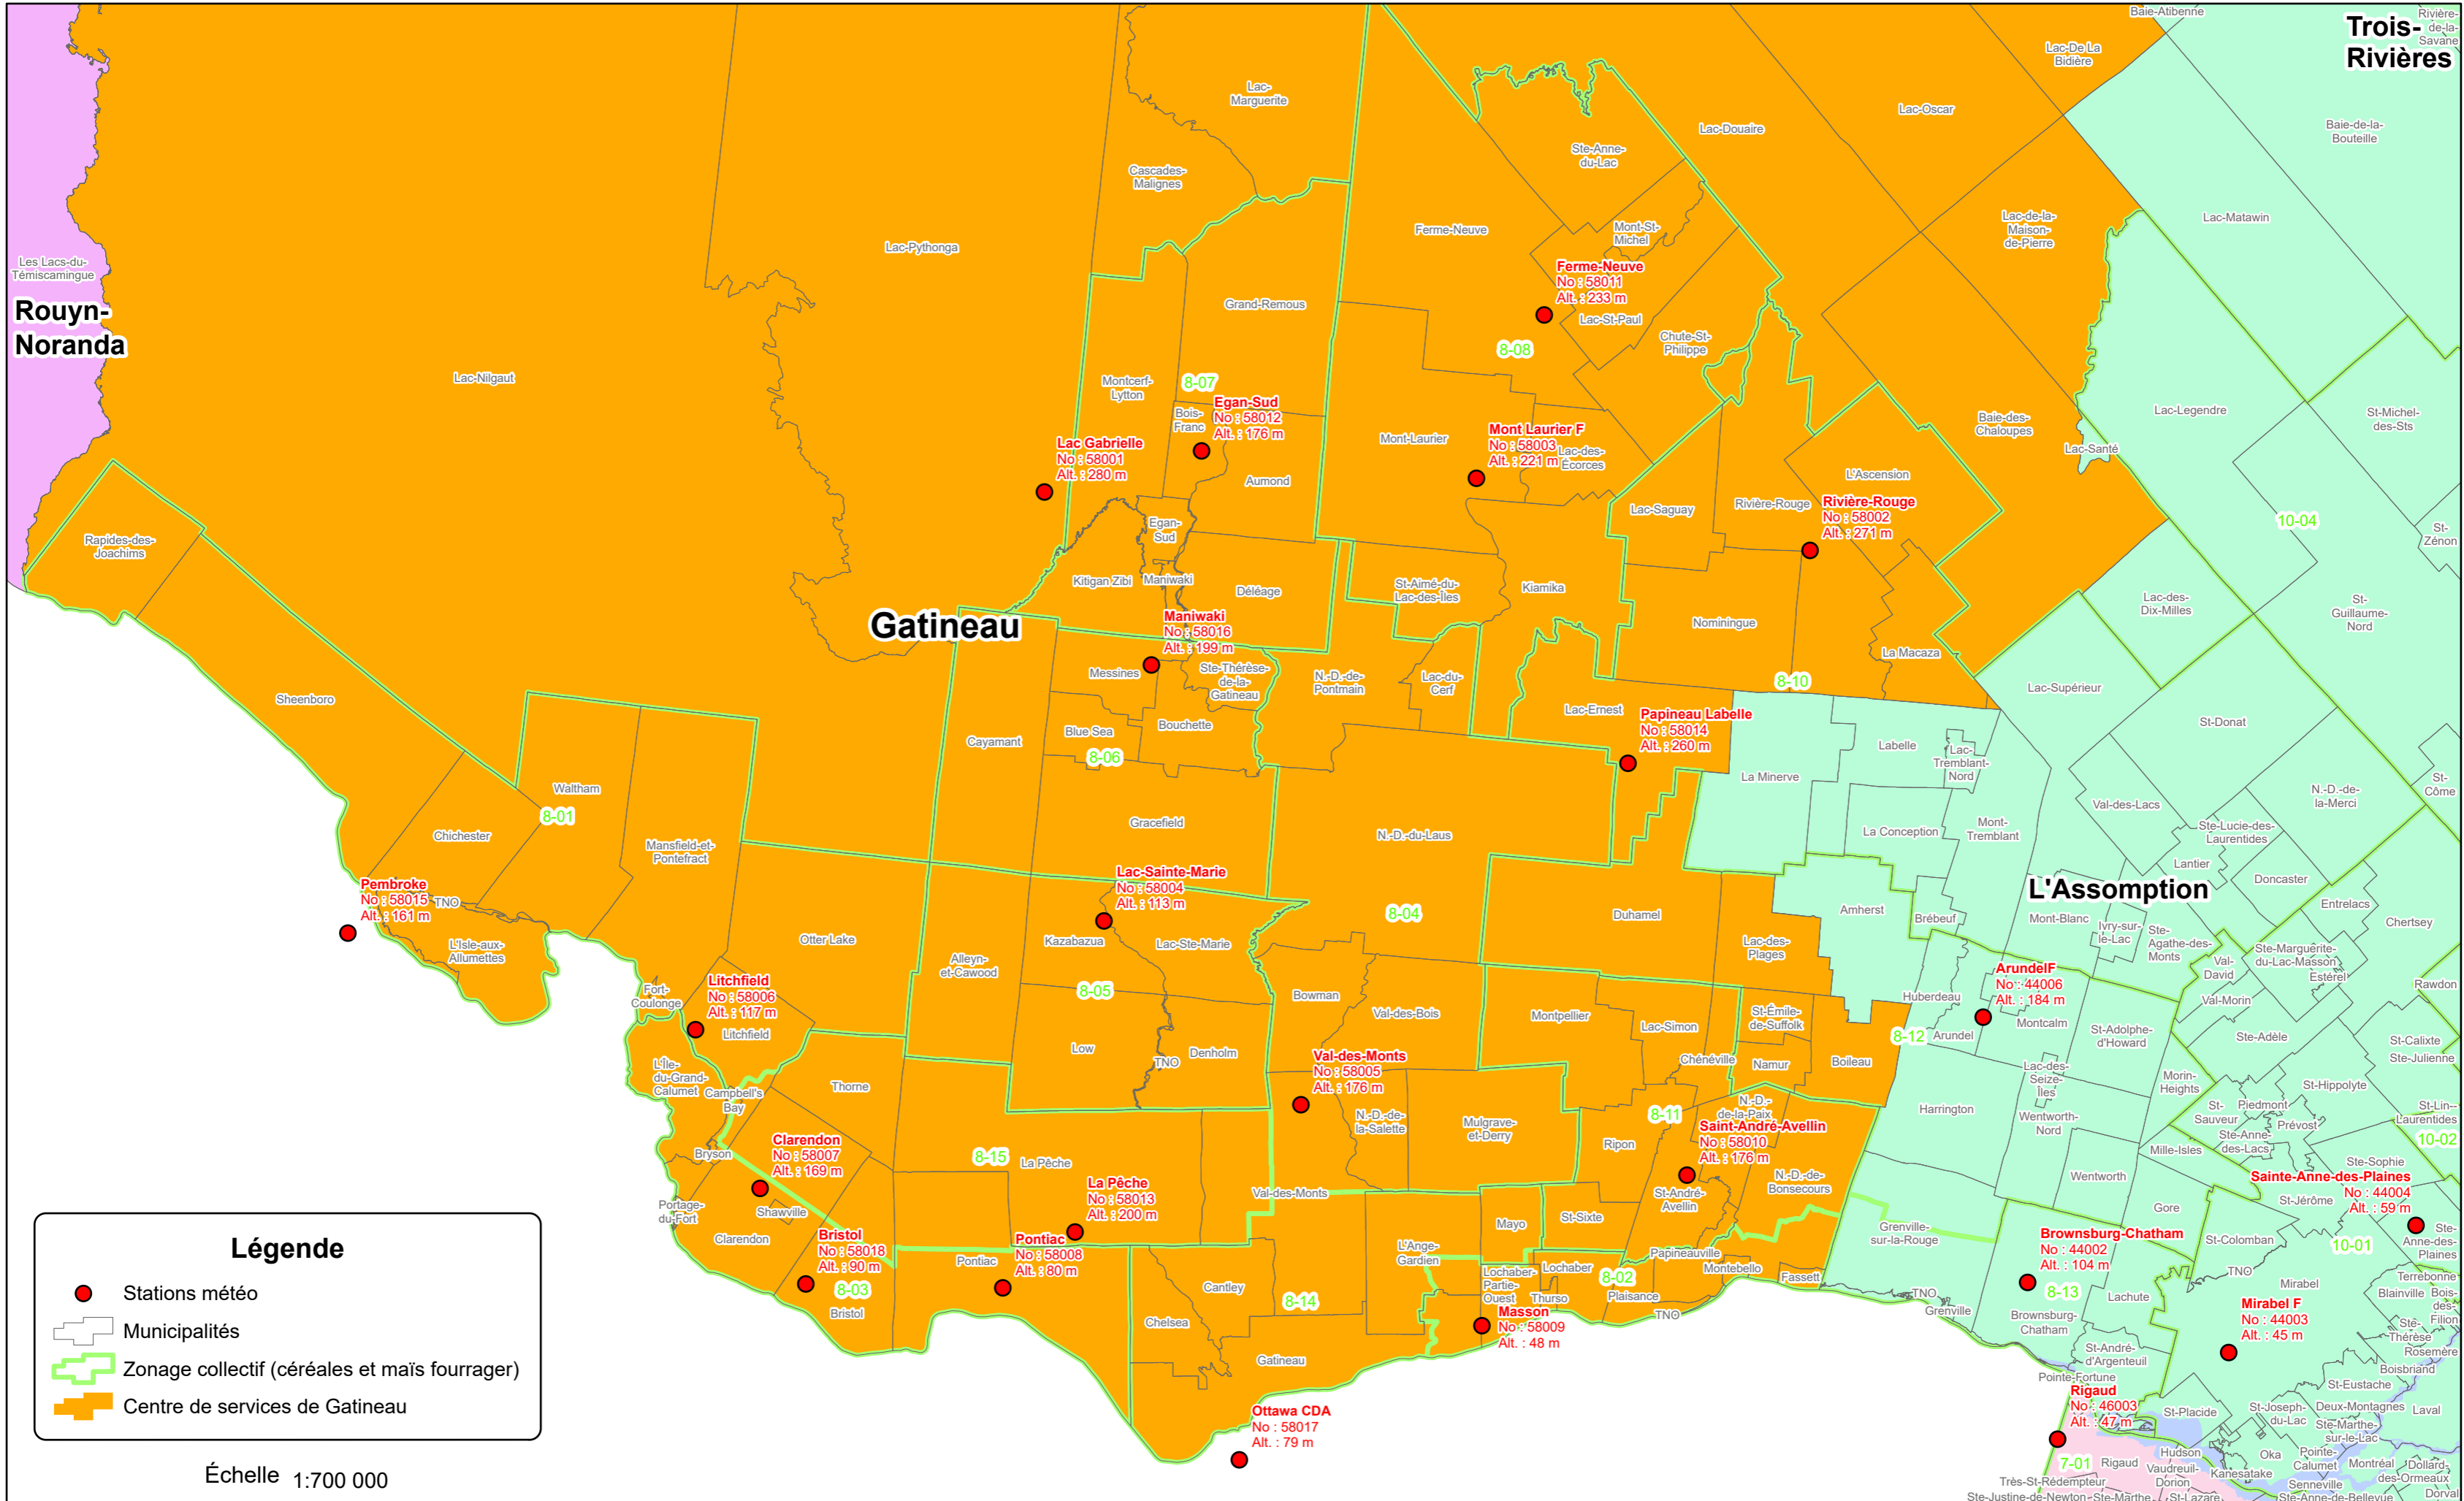 Baie-Atibenne
Trois-
Rivières
Rivière-
de-la-
Savane
Lac-De La
Bidière
Lac-
Marguerite
Lac-Oscar
Lac-Douaire
Baie-de-la-
Bouteille
Ste-Anne-
du-Lac
Cascades-
Malignes
Lac-Matawin
Lac-de-la-
Maison-
de-Pierre
Ferme-Neuve
Mont-St-
Michel
Lac-Pythonga
Les Lacs-du-
Témiscamingue
Rouyn-
Noranda
Ferme-Neuve
No : 58011
Alt. : 233 m
Grand-Remous
Lac-St-Paul
Chute-St-
Philippe
8-08
Lac-Nilgaut
Montcerf-
Lytton
8-07
Bois-
Franc
Egan-Sud
No : 58012
Alt. : 176 m
Lac-Legendre
St-Michel-
des-Sts
Baie-des-
Chaloupes
Lac-Santé
Lac Gabrielle
No : 58001
Alt. : 280 m
Mont-Laurier
Mont Laurier F
No : 58003
Alt. : 221 m
Lac-des-
Écorces
Aumond
L'Ascension
Rivière-Rouge
Rivière-Rouge
No : 58002
Alt. : 271 m
Lac-Saguay
10-04
St-
Zénon
Rapides-des-
Joachims
Egan-
Sud
Kitigan Zibi
Maniwaki
Déléage
St-Aimé-du-
Lac-des-Îles
Kiamika
Lac-des-
Dix-Milles
St-
Guillaume-
Nord
Gatineau
Maniwaki
No : 58016
Alt. : 199 m
Nominingue
La Macaza
Messines
Ste-Thérèse-
de-la-
Gatineau
N.-D.-de-
Pontmain
Lac-du-
Cerf
8-10
Lac-Supérieur
Sheenboro
Blue Sea
Bouchette
Cayamant
8-06
Lac-Ernest
Papineau Labelle
No : 58014
Alt. : 260 m
St-Donat
Labelle
Lac-
Tremblant-
Nord
La Minerve
Waltham
8-01
Chichester
Mansfield-et-
Pontefract
Gracefield
N.-D.-du-Laus
La Conception
Mont-
Tremblant
Val-des-Lacs
N.-D.-de-
la-Merci
St-
Côme
Ste-Lucie-des-
Laurentides
Lantier
Doncaster
L'Assomption
Pembroke
No : 58015
Alt. : 161 m
TNO
L'Isle-aux-
Allumettes
Lac-Sainte-Marie
No : 58004
Alt. : 113 m
Kazabazua
Lac-Ste-Marie
8-04
Duhamel
Amherst
Brébeuf
Mont-Blanc
Ivry-sur-
le-Lac
Ste-
Agathe-des-
Monts
Entrelacs
Chertsey
Otter Lake
Alleyn-
et-Cawood
Lac-des-
Plages
Ste-Marguerite-
du-Lac-Masson
Estérel
Val-
David
Val-Morin
Rawdon
Fort-
Coulonge
Litchfield
No : 58006
Alt. : 117 m
Litchfield
8-05
Bowman
Val-des-Bois
Montpellier
Lac-Simon
St-Émile-
de-Suffolk
Huberdeau
ArundelF
No : 44006
Alt. : 184 m
Montcalm
8-12
Arundel
St-Adolphe-
d'Howard
Ste-Adèle
St-Calixte
Ste-Julienne
Low
TNO
Denholm
Chénéville
Namur
Boileau
L'Île-
du-Grand-
Calumet
Campbell's
Bay
Thorne
Val-des-Monts
No : 58005
Alt. : 176 m
N.-D.-de-
la-Salette
Mulgrave-
et-Derry
8-11
N.-D.-
de-la-Paix
Lac-des-
Seize-
Îles
Harrington
Wentworth-
Nord
Morin-
Heights
St-Hippolyte
St-
Sauveur
Piedmont
Prévost
Ste-Anne-
des-Lacs
St-Lin--
Laurentides
10-02
Bryson
Clarendon
No : 58007
Alt. : 169 m
8-15
La Pêche
Ripon
Saint-André-Avellin
No : 58010
Alt. : 176 m
N.-D.-de-
Bonsecours
Mille-Isles
Wentworth
Ste-Sophie
Sainte-Anne-des-Plaines
No : 44004
Alt. : 59 m
St-Jérôme
Portage-
du-Fort
Shawville
Clarendon
La Pêche
No : 58013
Alt. : 200 m
Val-des-Monts
St-André-
Avellin
Mayo
St-Sixte
Gore
Grenville-
sur-la-Rouge
Brownsburg-Chatham
No : 44002
Alt. : 104 m
St-Colomban
Ste-
Anne-des-
Plaines
10-01
Bristol
No : 58018
Alt. : 90 m
8-03
Bristol
Pontiac
Pontiac
No : 58008
Alt. : 80 m
L'Ange-
Gardien
Papineauville
Montebello
Fassett
Lochaber-
Partie-
Ouest
Lochaber
8-02
Thurso
Plaisance
TNO
Cantley
Chelsea
8-14
Gatineau
Masson
No : 58009
Alt. : 48 m
TNO
Grenville
8-13
Brownsburg-
Chatham
Lachute
TNO
Mirabel
Mirabel F
No : 44003
Alt. : 45 m
Terrebonne
Blainville
Bois-
des-
Filion
Ste-
Thérèse
Rosemère
Boisbriand
St-André-
d'Argenteuil
Pointe-Fortune
St-Eustache
Rigaud
No : 46003
Alt. : 47 m
St-Placide
St-Joseph-
du-Lac
Deux-Montagnes
Laval
Ste-Marthe-
sur-le-Lac
Ottawa CDA
No : 58017
Alt. : 79 m
7-01
Rigaud
Hudson
Vaudreuil-
Dorion
Oka
Kanesatake
Pointe-
Calumet
Montréal
Dollard-
des-Ormeaux
Senneville
Dorval
Très-St-Rédempteur
Ste-Justine-de-Newton
Ste-Marthe
St-Lazare
Ste-Anne-de-Bellevue
Légende
Stations météo
Municipalités
Zonage collectif (céréales et maïs fourrager)
Centre de services de Gatineau
Échelle 1:700 000